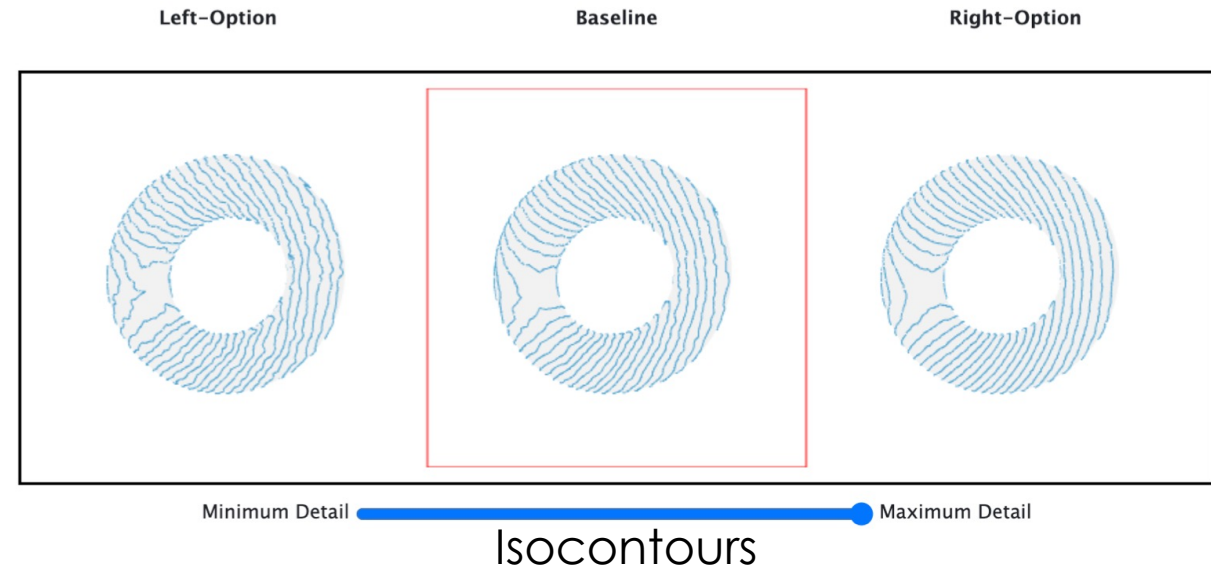 Left-Option Baseline Right-Option
Minimum Detail Maximum Detail
Isocontours